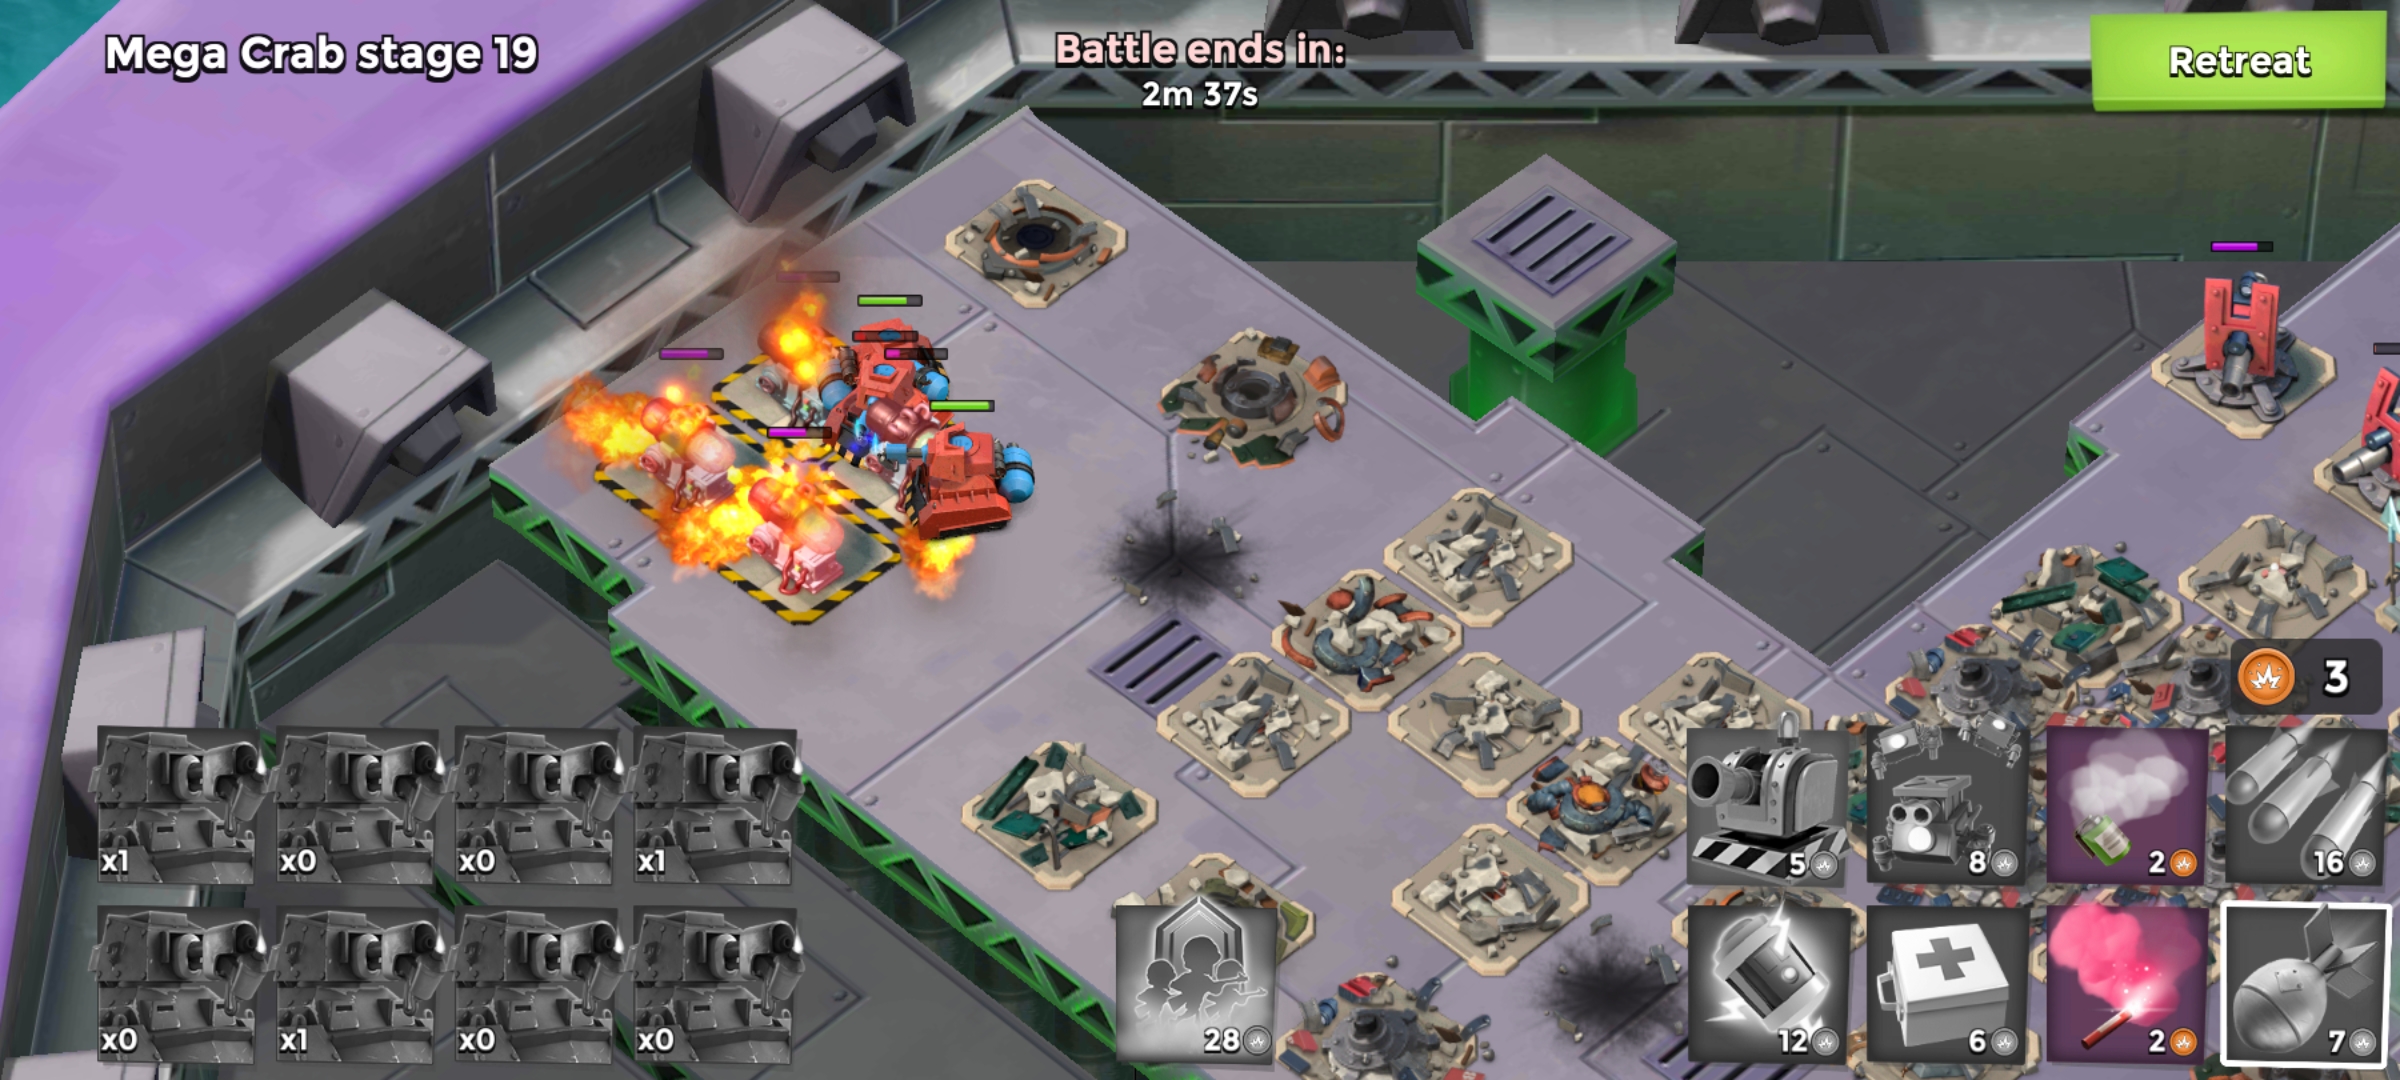 Mega Crab stage 19
Battle ends in:
2m 37s
Retreat
3
x1
x0
x0
x1
5
8
2
16
x0
x1
x0
x0
28
12
6
2
7